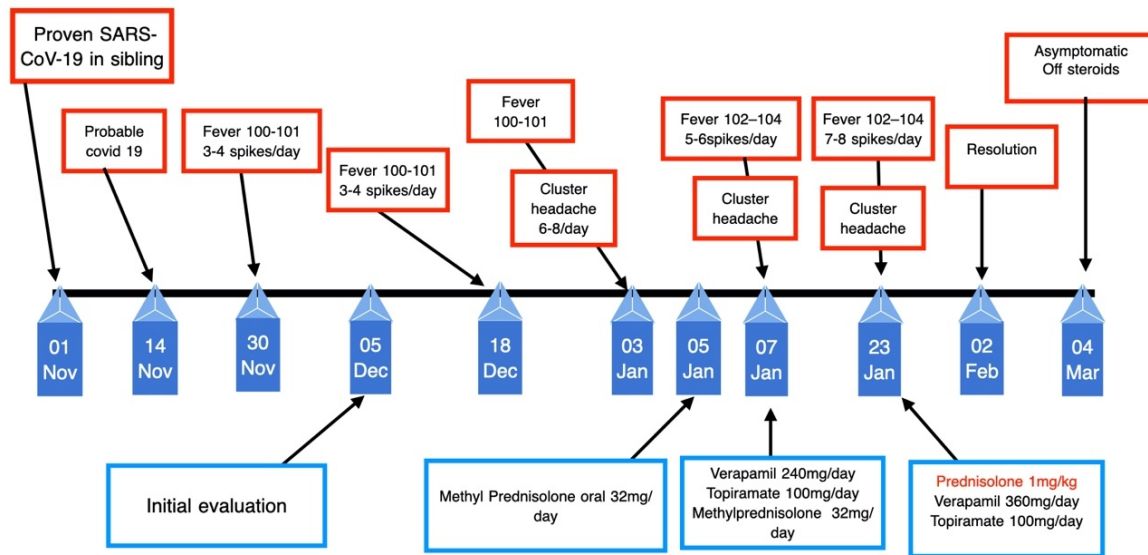 Proven SARS-
CoV-19 in sibling
Probable
covid 19
Fever 100-101
3-4 spikes/day
Fever 100-101
3-4 spikes/day
Fever
100-101
Cluster
headache
6-8/day
Fever 102–104
5-6spikes/day
Cluster
headache
Fever 102–104
7-8 spikes/day
Cluster
headache
Resolution
Asymptomatic
Off steroids
01
Nov
14
Nov
30
Nov
05
Dec
18
Dec
03
Jan
05
Jan
07
Jan
23
Jan
02
Feb
04
Mar
Initial evaluation
Methyl Prednisolone oral 32mg/
day
Verapamil 240mg/day
Topiramate 100mg/day
Methylprednisolone 32mg/
day
Prednisolone 1mg/kg
Verapamil 360mg/day
Topiramate 100mg/day